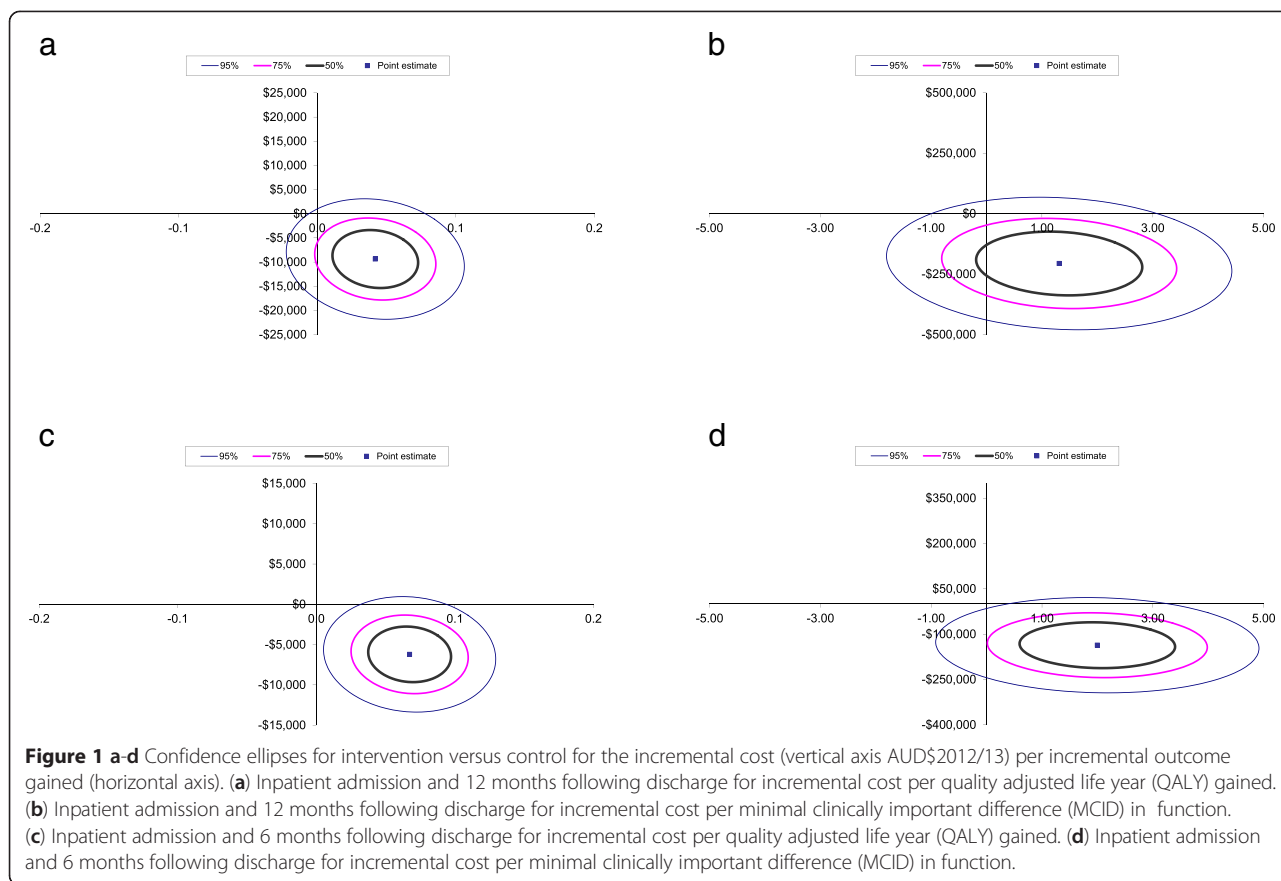 a
95% 75% 50% Point estimate
$25,000
$20,000
$15,000
$10,000
$5,000
$0
-$5,000
-$10,000
-$15,000
-$20,000
-$25,000
-0.2 -0.1 0.0 0.1 0.2
b
95% 75% 50% Point estimate
$500,000
$250,000
$0
-$250,000
-$500,000
-5.00 -3.00 -1.00 1.00 3.00 5.00
c
95% 75% 50% Point estimate
$15,000
$10,000
$5,000
$0
-$5,000
-$10,000
-$15,000
-0.2 -0.1 0.0 0.1 0.2
d
95% 75% 50% Point estimate
$350,000
$200,000
$50,000
-$100,000
-$250,000
-$400,000
-5.00 -3.00 -1.00 1.00 3.00 5.00
Figure 1 a-d Confidence ellipses for intervention versus control for the incremental cost (vertical axis AUD$2012/13) per incremental outcome
gained (horizontal axis). (a) Inpatient admission and 12 months following discharge for incremental cost per quality adjusted life year (QALY) gained.
(b) Inpatient admission and 12 months following discharge for incremental cost per minimal clinically important difference (MCID) in function.
(c) Inpatient admission and 6 months following discharge for incremental cost per quality adjusted life year (QALY) gained. (d) Inpatient admission
and 6 months following discharge for incremental cost per minimal clinically important difference (MCID) in function.